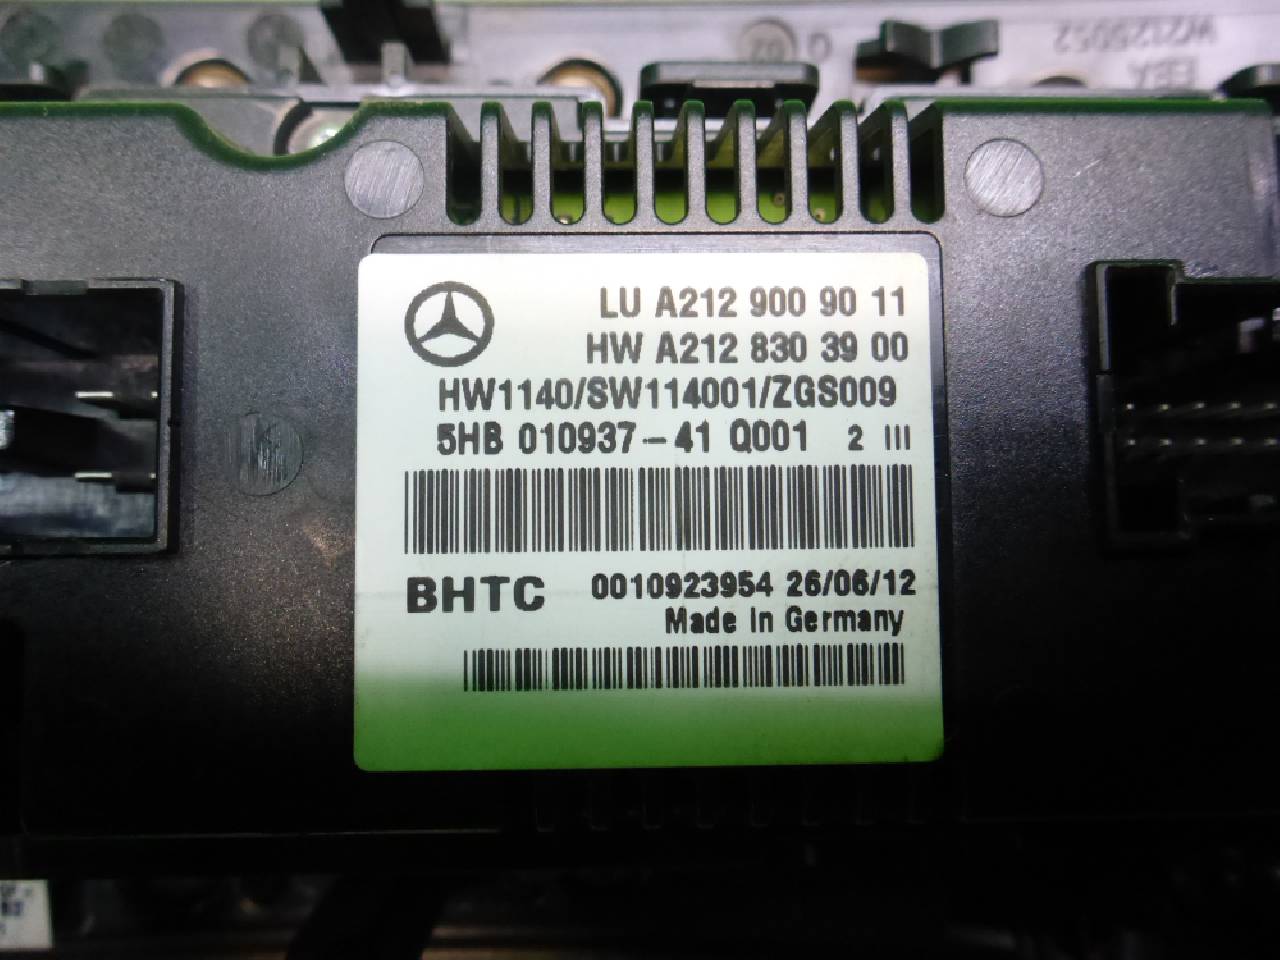 LU A212 900 90 11
HW A212 830 39 00
HW1140/SW114001/ZGS009
5HB 010937-41 Q001 2 III
BHTC 0010923954 26/06/12
Made in Germany